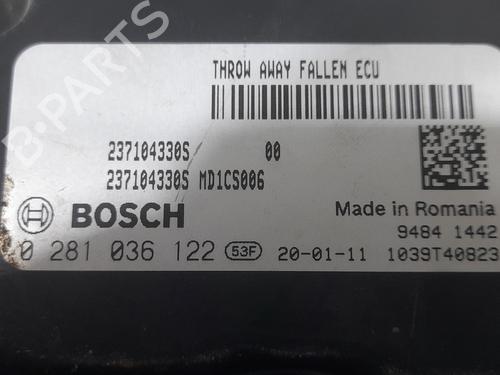 THROW AWAY FALLEN ECU
237104330S/ 00
237104330S MD1CS006
BOSCH
Made in Romania
9484 1442
0 281 036 122 53F 20-01-11 1039T40823
B-PARTS